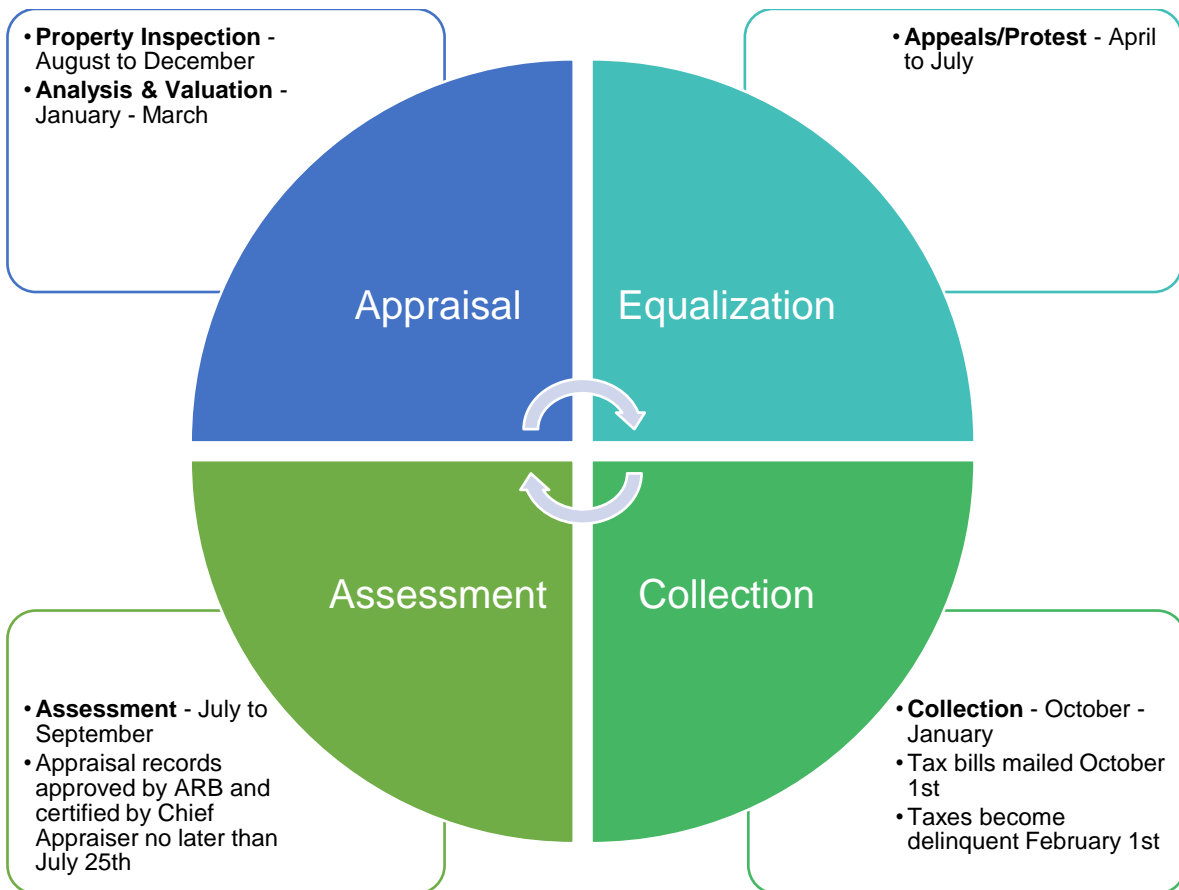 • Property Inspection -
August to December
• Analysis & Valuation -
January - March
• Appeals/Protest - April
to July
Appraisal
Equalization
Assessment
Collection
• Assessment - July to
September
• Appraisal records
approved by ARB and
certified by Chief
Appraiser no later than
July 25th
• Collection - October -
January
• Tax bills mailed October
1st
• Taxes become
delinquent February 1st